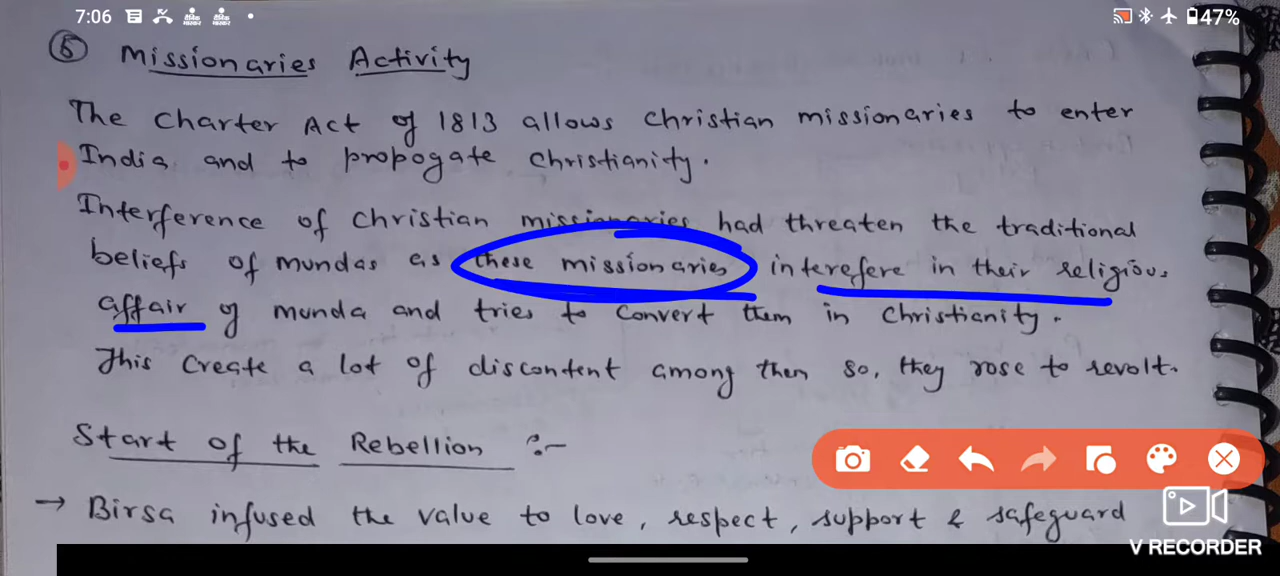 7:06
47%
⑤ Missionaries Activity
The Charter Act of 1813 allows Christian missionaries to enter
India and to propogate Christianity.
Interference of Christian missionaries had threaten the traditional
beliefs of mundas as these missionaries interefere in their religious
affair of munda and tries to convert them in Christianity.
This Create a lot of discontent among then so, they rose to revolt.
Start of the Rebellion :-
→ Birsa infused the value to love, respect, support & safeguard
V RECORDER